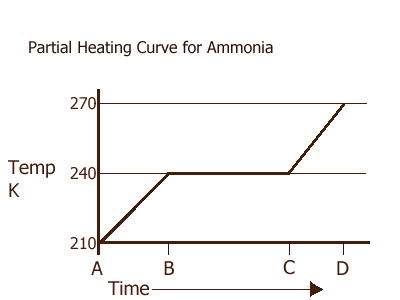 Partial Heating Curve for Ammonia
270
Temp
K
240
210
A
B
C
D
Time